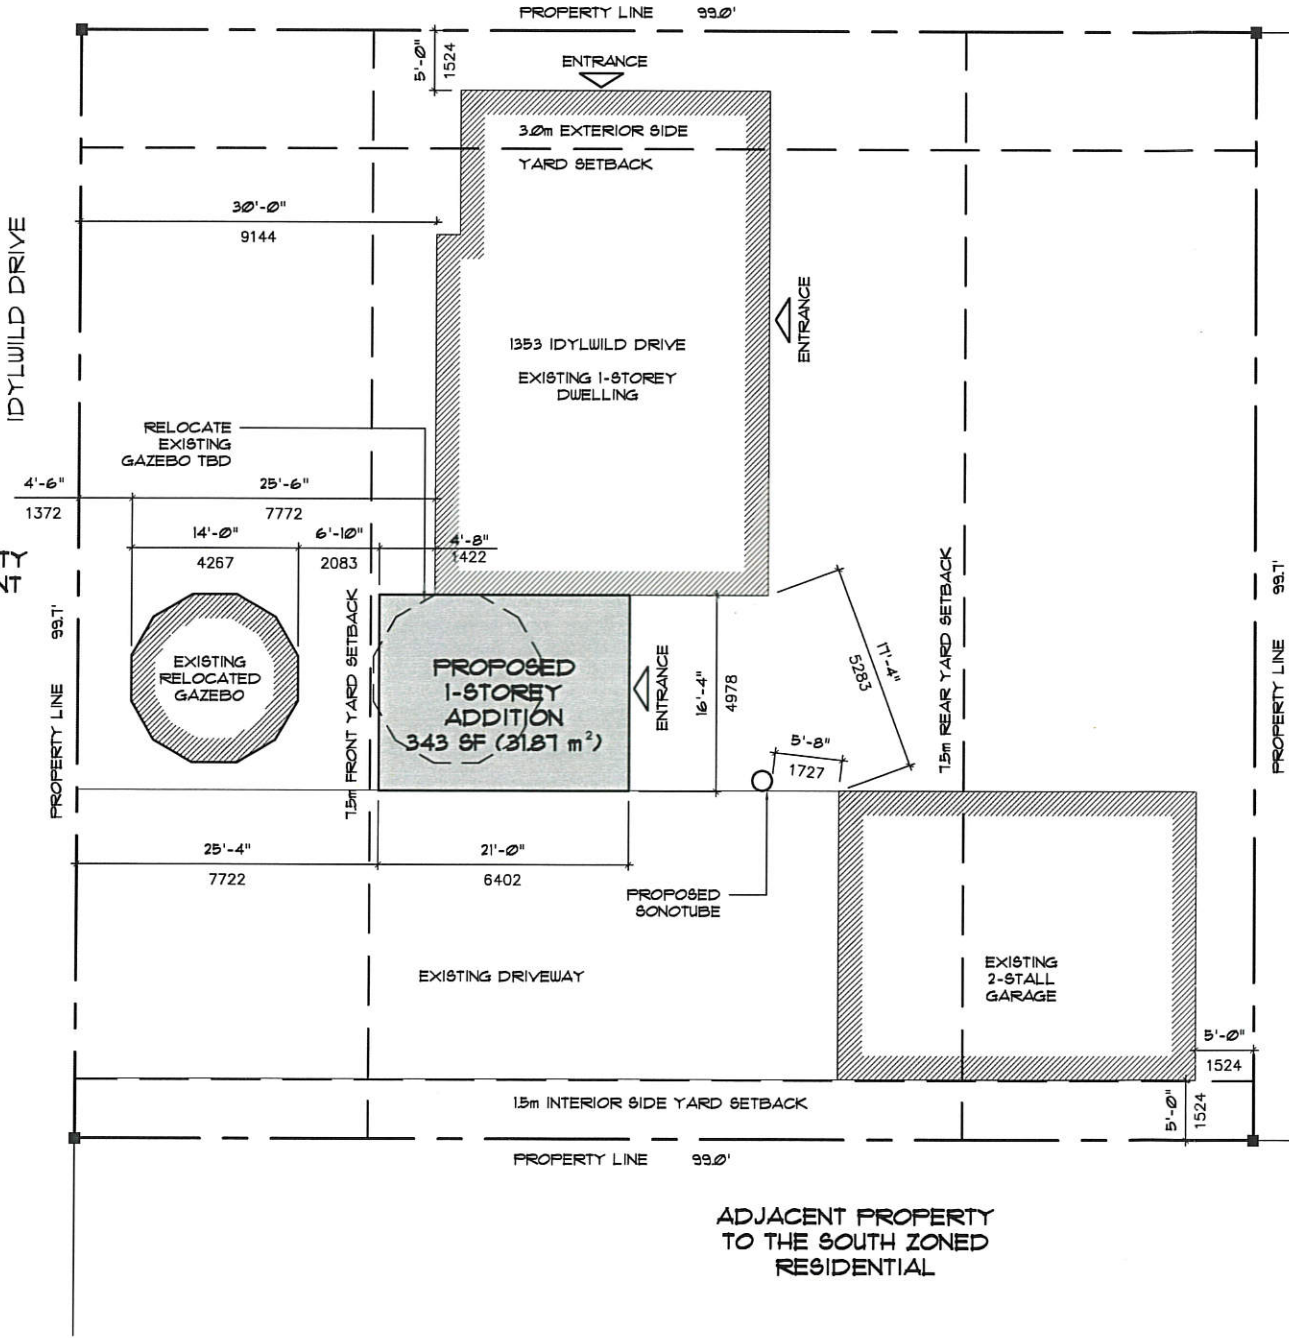 PROPERTY LINE 99.0'
5'-0"
1524
ENTRANCE
3.0m EXTERIOR SIDE
YARD SETBACK
30'-0"
9144
IDYLWILD DRIVE
ENTRANCE
1353 IDYLWILD DRIVE
EXISTING 1-STOREY
DWELLING
RELOCATE
EXISTING
GAZEBO TBD
4'-6"
1372
25'-6"
7772
14'-0"
4267
6'-10"
2083
4'-8"
1422
TY
NT
PROPERTY LINE 99.7'
EXISTING
RELOCATED
GAZEBO
7.5m FRONT YARD SETBACK
PROPOSED
1-STOREY
ADDITION
343 SF (31.87 m²)
ENTRANCE
16'-4"
4978
17'-4"
5283
5'-8"
1727
7.5m REAR YARD SETBACK
PROPERTY LINE 99.7'
25'-4"
7722
21'-0"
6402
PROPOSED
SONOTUBE
EXISTING DRIVEWAY
EXISTING
2-STALL
GARAGE
5'-0"
1524
5'-0"
1524
1.5m INTERIOR SIDE YARD SETBACK
PROPERTY LINE 99.0'
ADJACENT PROPERTY
TO THE SOUTH ZONED
RESIDENTIAL